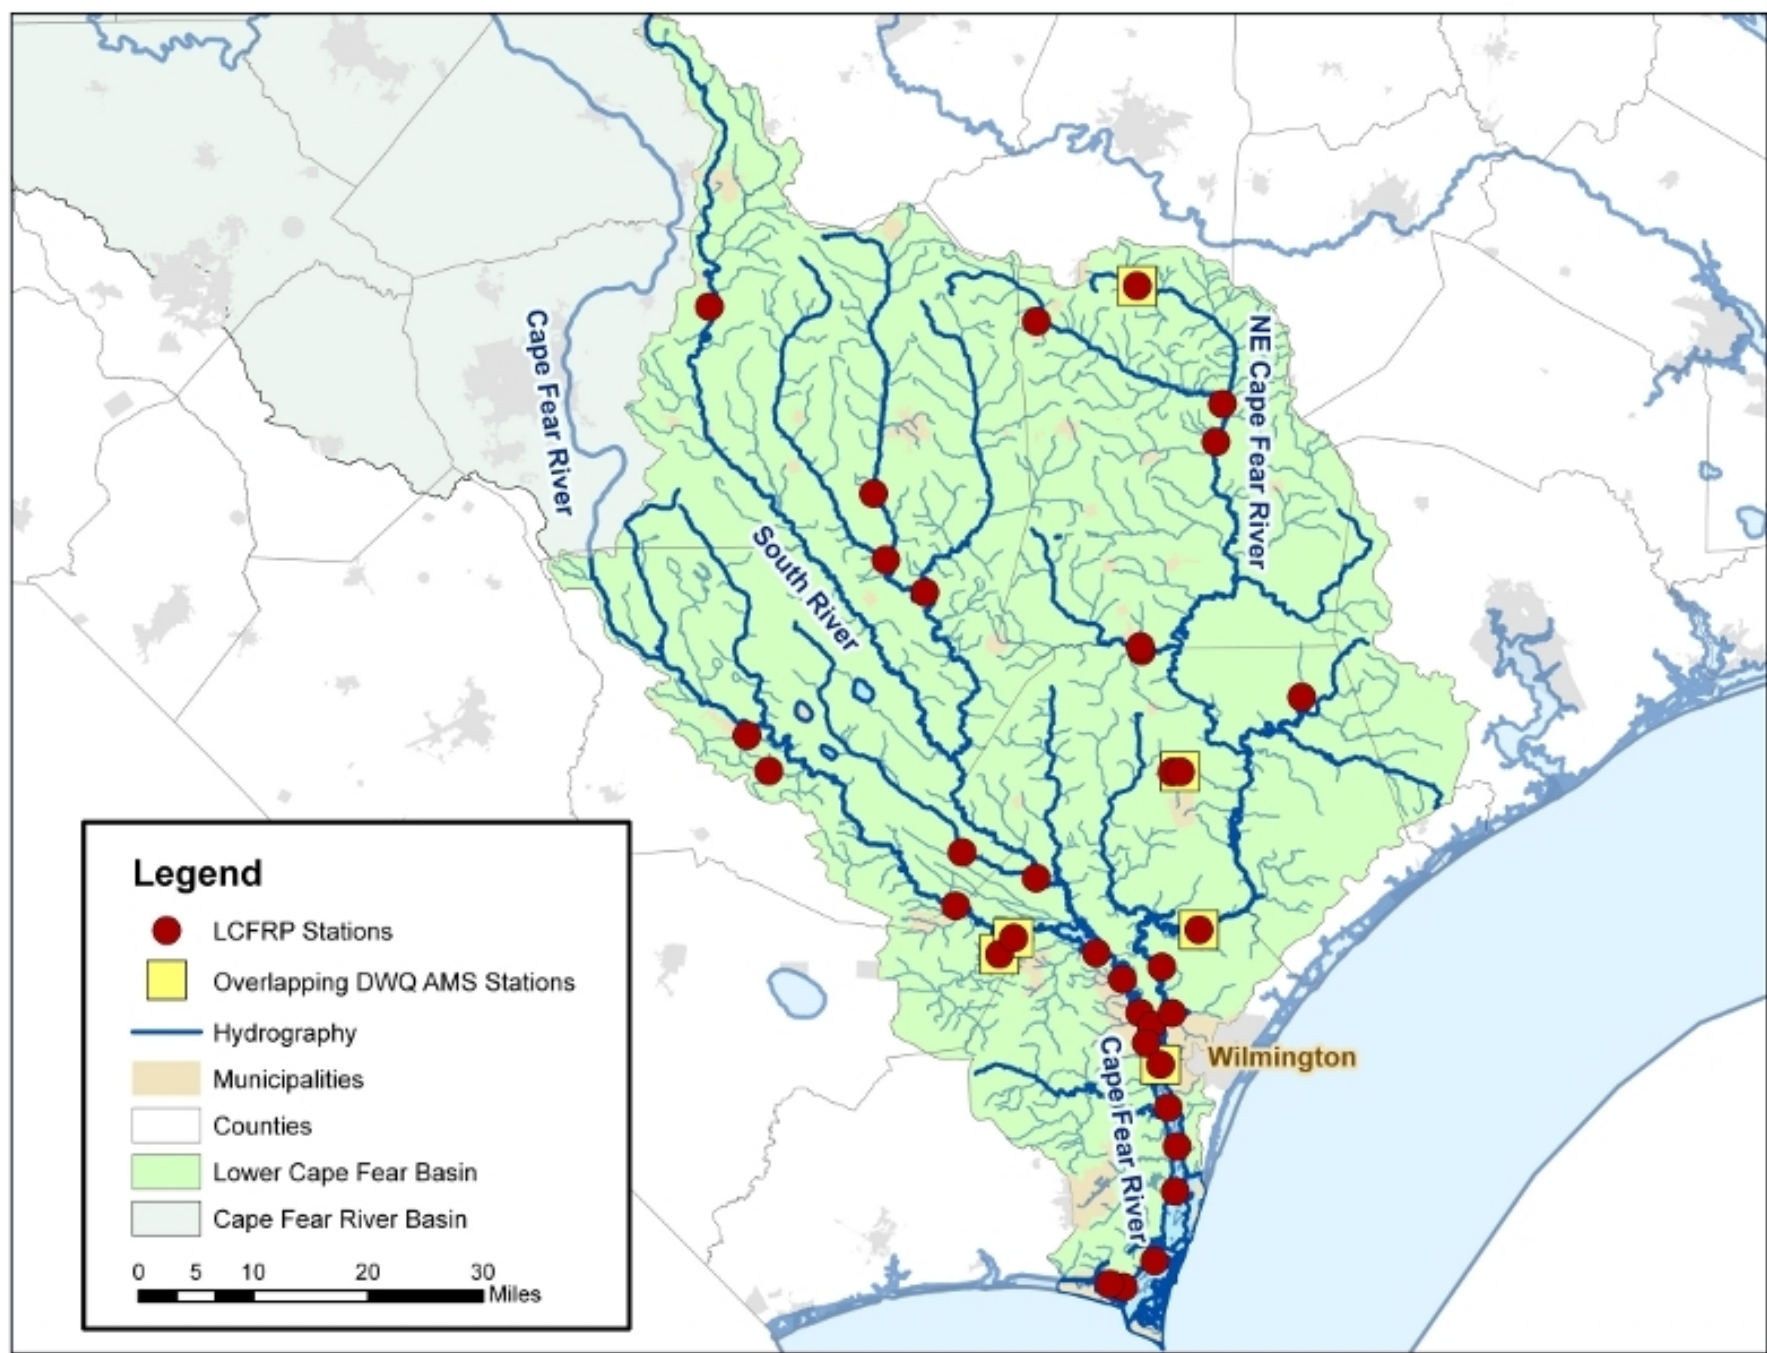 Cape Fear River
NE Cape Fear River
South River
Wilmington
Cape Fear River
Legend
LCFRP Stations
Overlapping DWQ AMS Stations
Hydrography
Municipalities
Counties
Lower Cape Fear Basin
Cape Fear River Basin
0 5 10 20 30
Miles